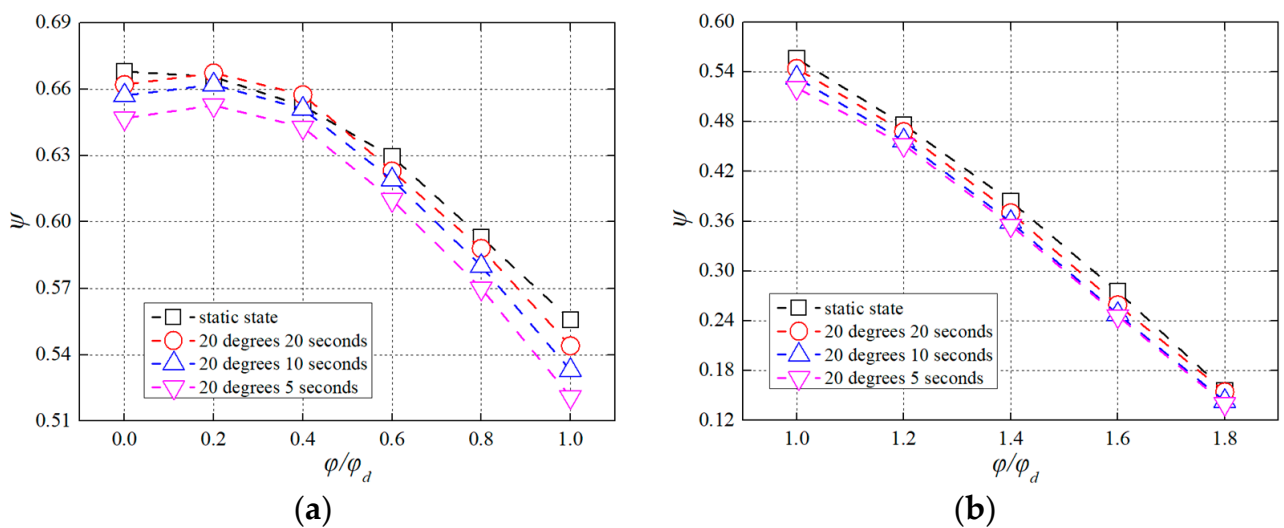 0.69
0.66
0.63
0.60
0.57
0.54
0.51
ψ
static state
20 degrees 20 seconds
20 degrees 10 seconds
20 degrees 5 seconds
0.0 0.2 0.4 0.6 0.8 1.0
φ/φd
(a)
0.60
0.54
0.48
0.42
0.36
0.30
0.24
0.18
0.12
ψ
static state
20 degrees 20 seconds
20 degrees 10 seconds
20 degrees 5 seconds
1.0 1.2 1.4 1.6 1.8
φ/φd
(b)